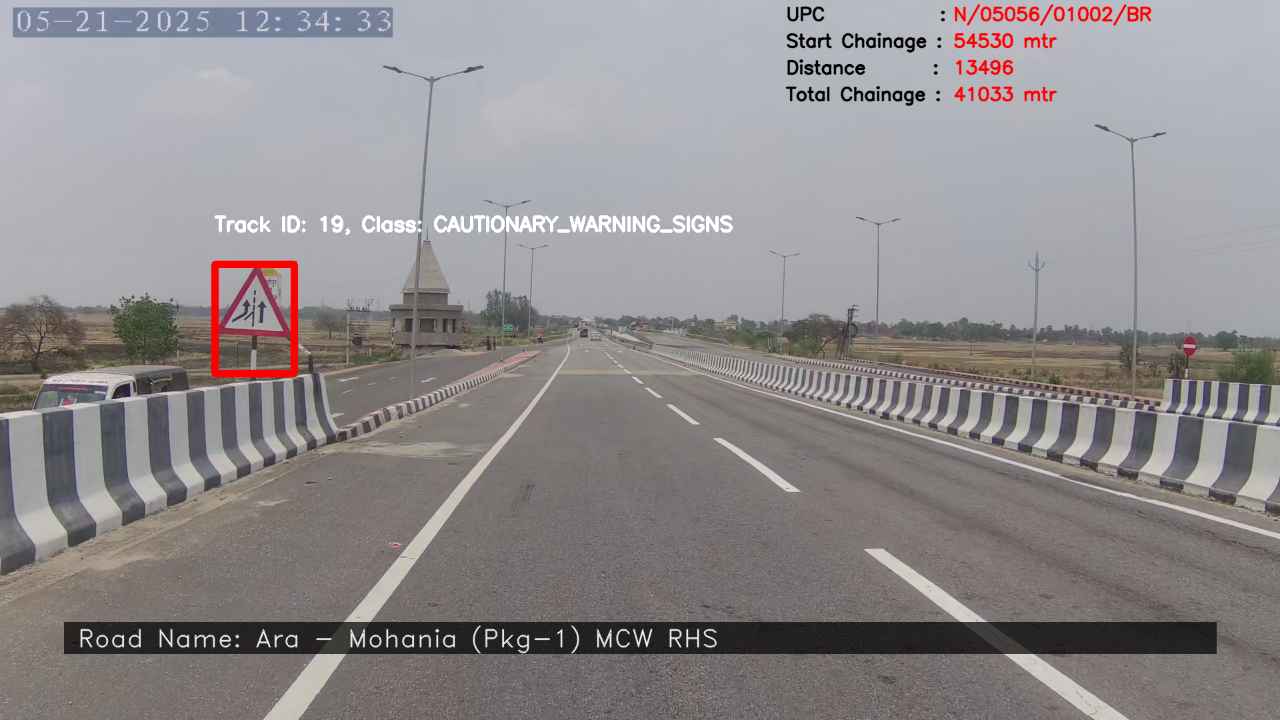 05-21-2025 12:34:33
UPC : N/05056/01002/BR
Start Chainage : 54530 mtr
Distance : 13496
Total Chainage : 41033 mtr
Track ID: 19, Class: CAUTIONARY_WARNING_SIGNS
Road Name: Ara - Mohania (Pkg-1) MCW RHS